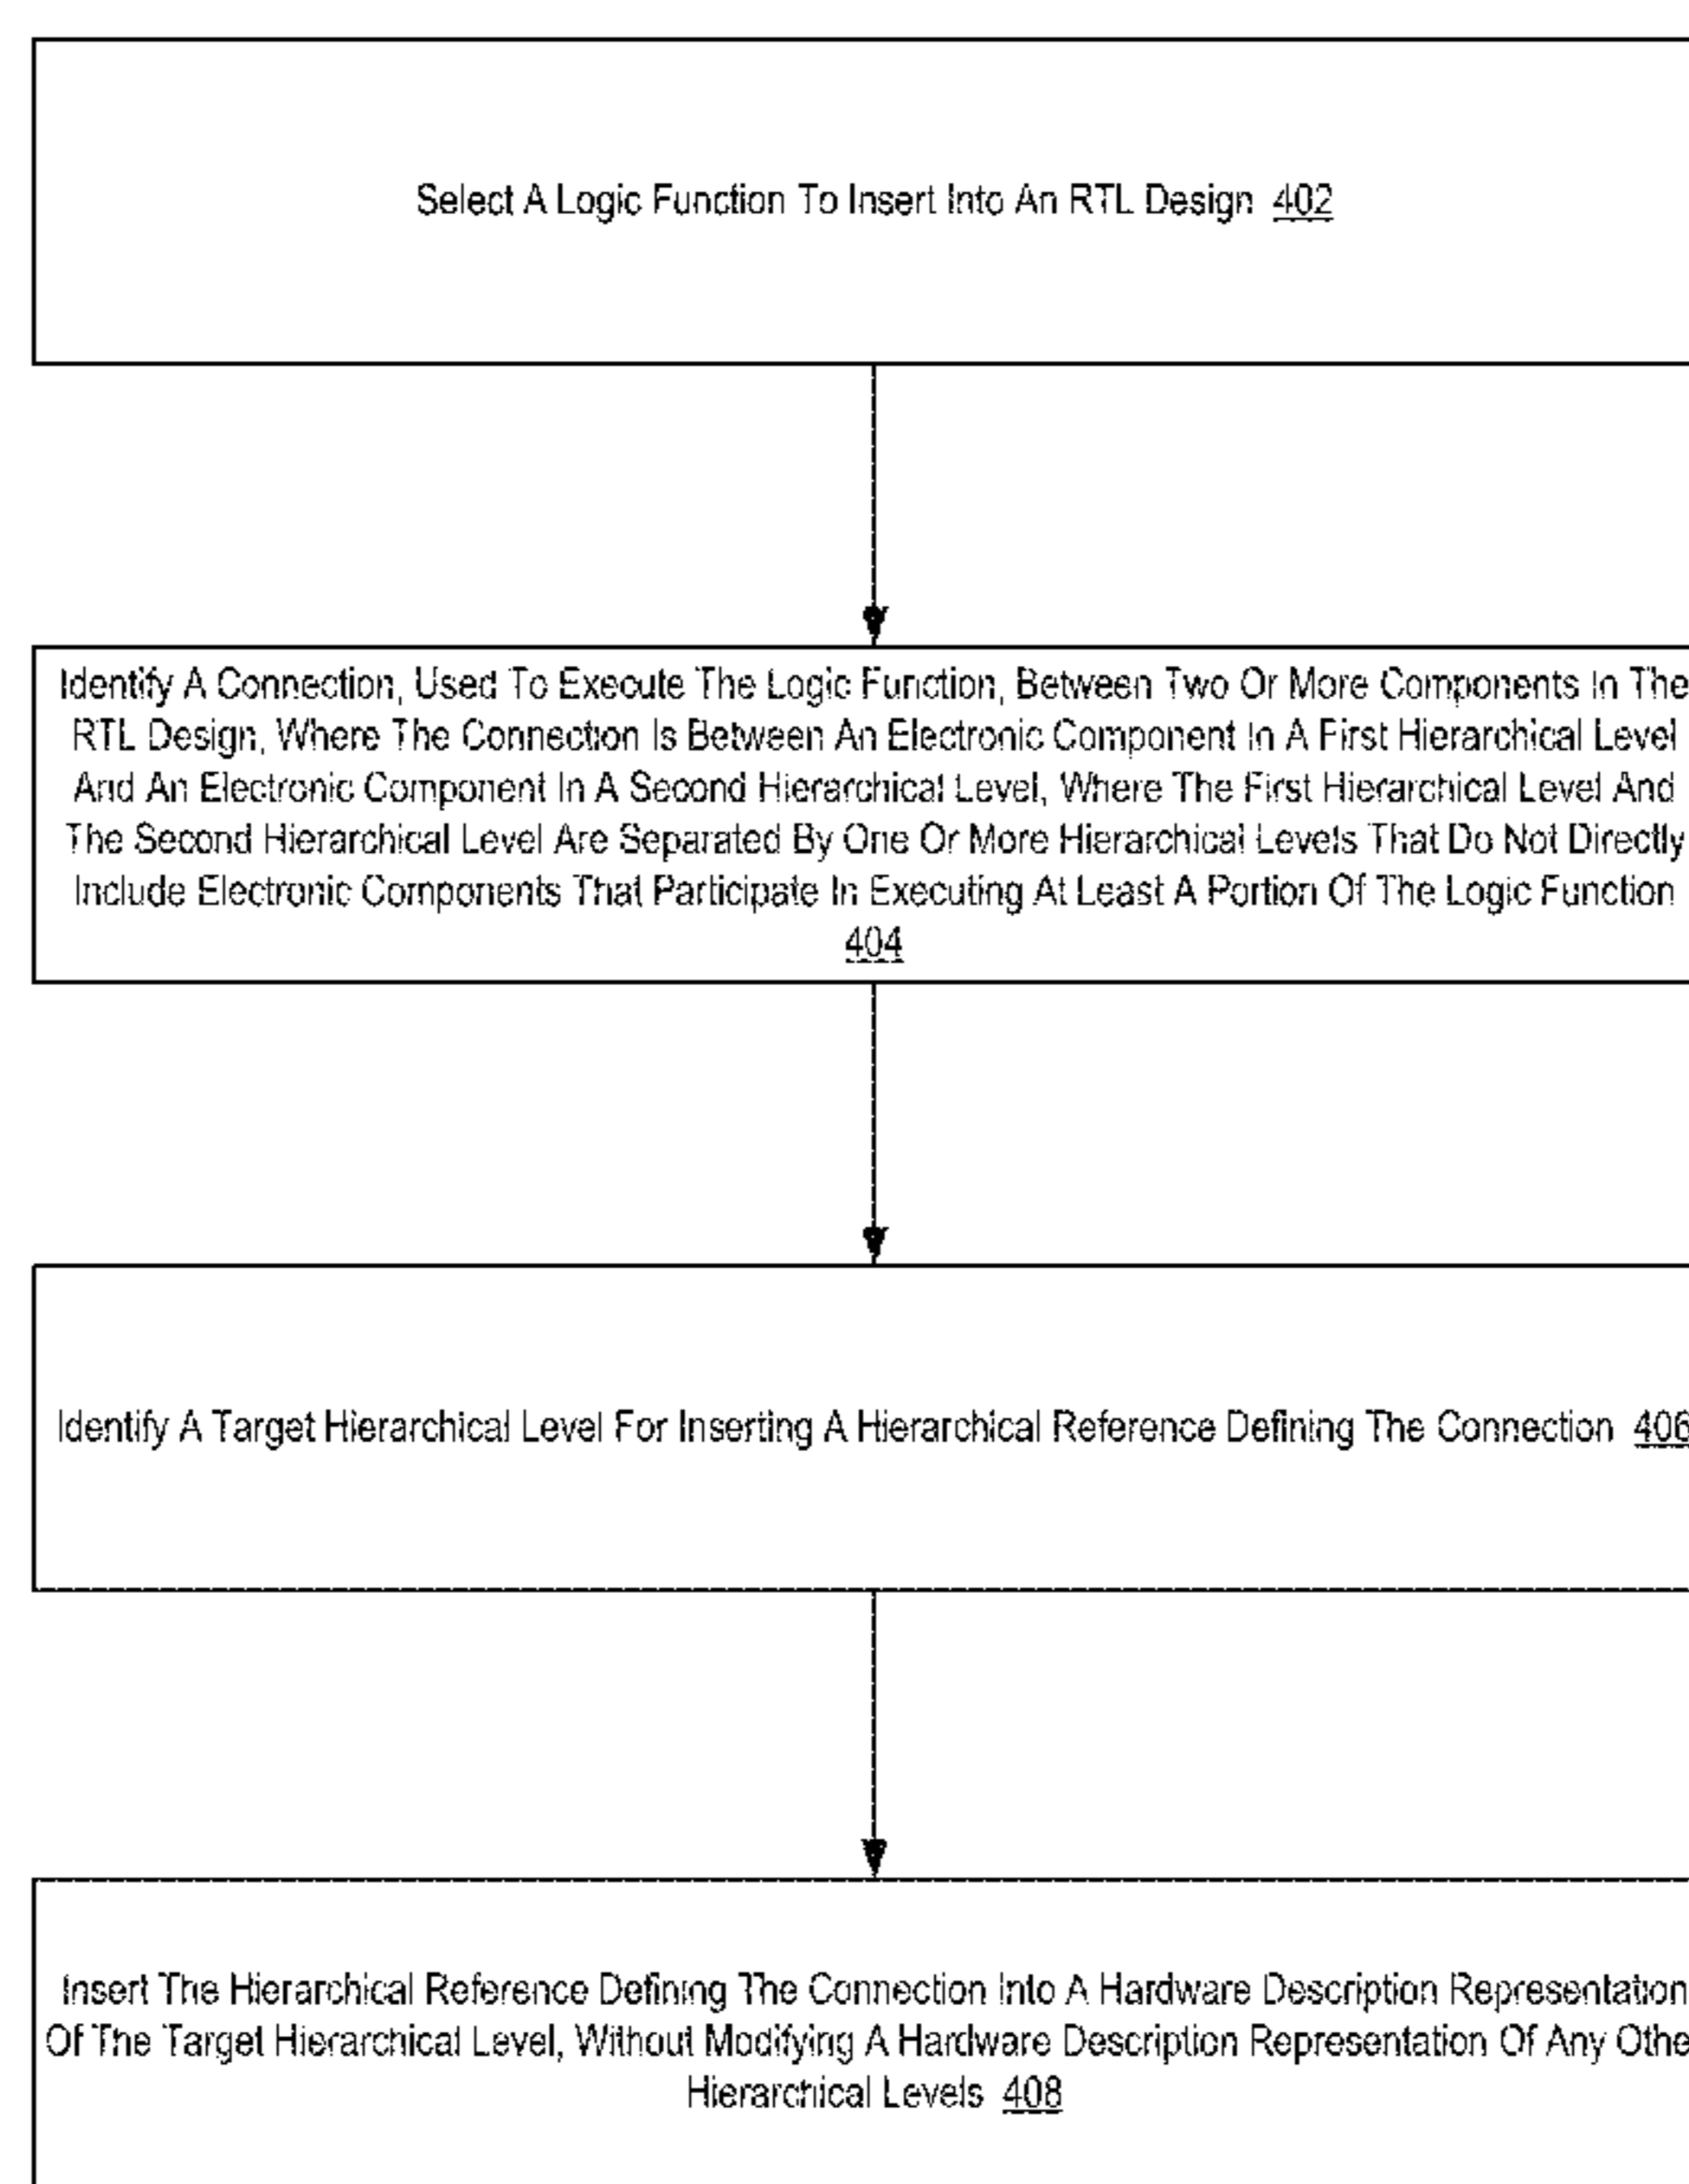 Select A Logic Function To Insert Into An RTL Design 402
Identify A Connection, Used To Execute The Logic Function, Between Two Or More Components In The
RTL Design, Where The Connection Is Between An Electronic Component In A First Hierarchical Level
And An Electronic Component In A Second Hierarchical Level, Where The First Hierarchical Level And
The Second Hierarchical Level Are Separated By One Or More Hierarchical Levels That Do Not Directly
Include Electronic Components That Participate In Executing At Least A Portion Of The Logic Function
404
Identify A Target Hierarchical Level For Inserting A Hierarchical Reference Defining The Connection 406
Insert The Hierarchical Reference Defining The Connection Into A Hardware Description Representation
Of The Target Hierarchical Level, Without Modifying A Hardware Description Representation Of Any Othe
Hierarchical Levels 408